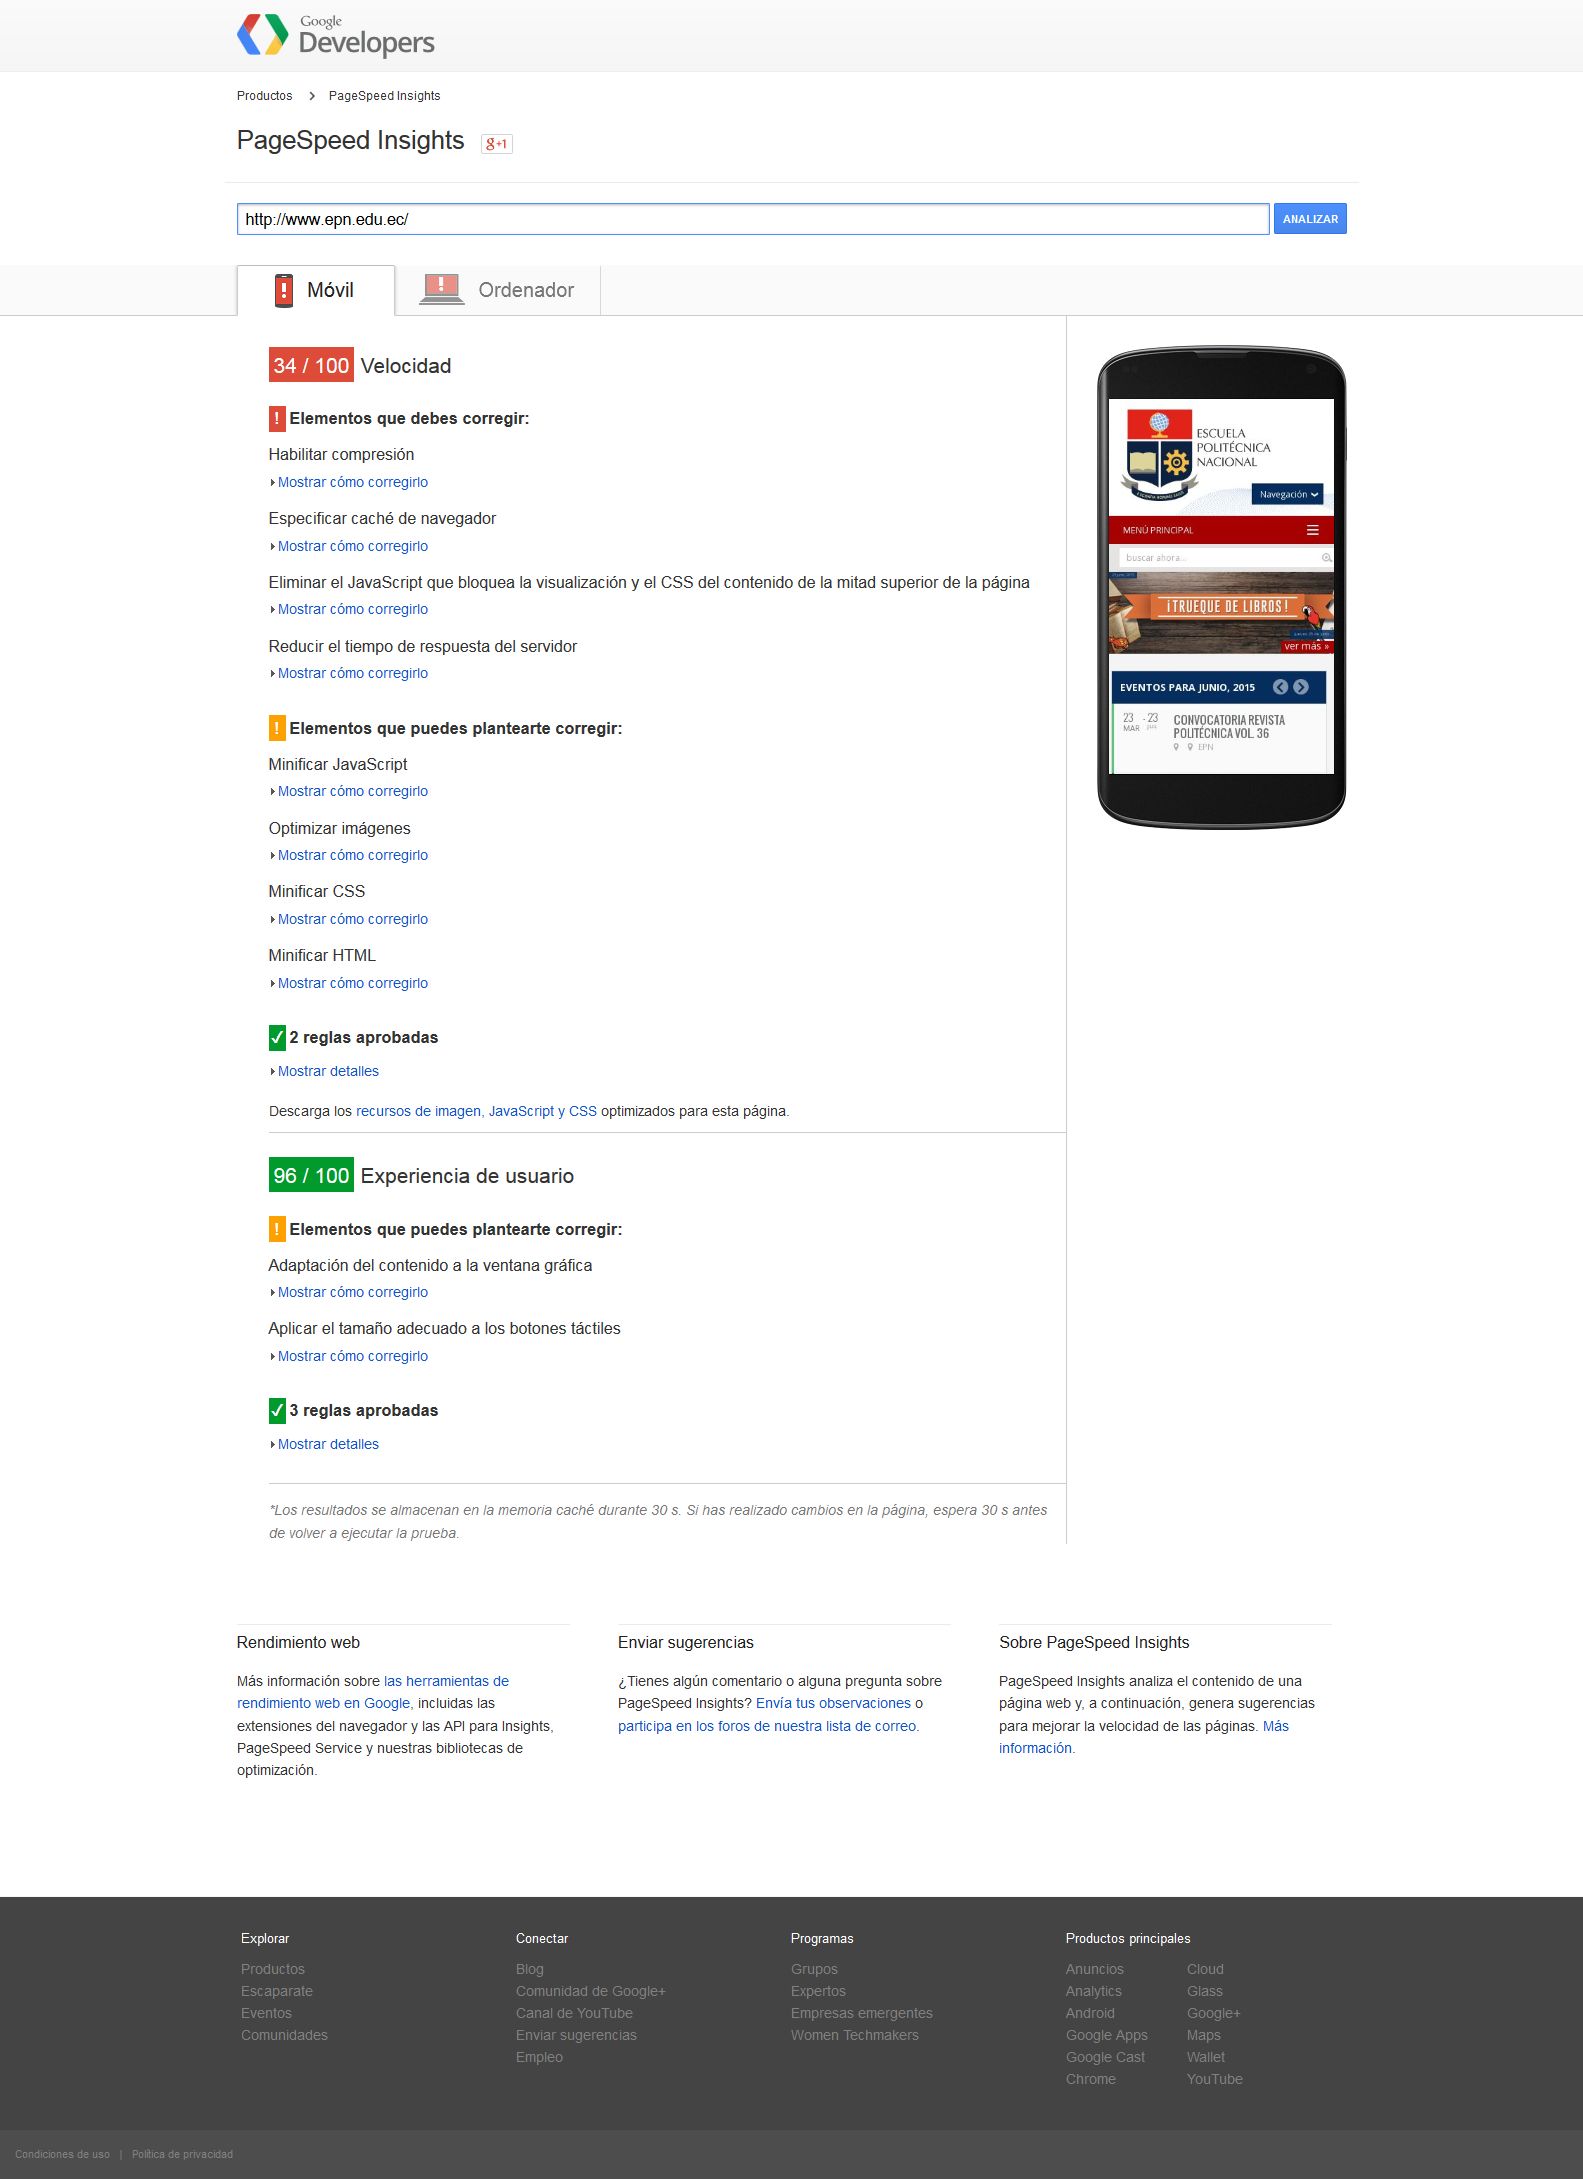 Google
Developers
Productos > PageSpeed Insights
PageSpeed Insights g+1
http://www.epn.edu.ec/ ANALIZAR
! Móvil ! Ordenador
34 / 100 Velocidad
! Elementos que debes corregir:
Habilitar compresión
Mostrar cómo corregirlo
Especificar caché de navegador
Mostrar cómo corregirlo
Eliminar el JavaScript que bloquea la visualización y el CSS del contenido de la mitad superior de la página
Mostrar cómo corregirlo
Reducir el tiempo de respuesta del servidor
Mostrar cómo corregirlo
! Elementos que puedes plantearte corregir:
Minificar JavaScript
Mostrar cómo corregirlo
Optimizar imágenes
Mostrar cómo corregirlo
Minificar CSS
Mostrar cómo corregirlo
Minificar HTML
Mostrar cómo corregirlo
✓ 2 reglas aprobadas
Mostrar detalles
Descarga los recursos de imagen, JavaScript y CSS optimizados para esta página.
96 / 100 Experiencia de usuario
! Elementos que puedes plantearte corregir:
Adaptación del contenido a la ventana gráfica
Mostrar cómo corregirlo
Aplicar el tamaño adecuado a los botones táctiles
Mostrar cómo corregirlo
✓ 3 reglas aprobadas
Mostrar detalles
*Los resultados se almacenan en la memoria caché durante 30 s. Si has realizado cambios en la página, espera 30 s antes
de volver a ejecutar la prueba.
ESCUELA
POLITÉCNICA
NACIONAL
Navegación
MENÚ PRINCIPAL
buscar ahora...
¡TRUEQUE DE LIBROS!
ver más »
EVENTOS PARA JUNIO, 2015
23 - 23
MAR
CONVOCATORIA REVISTA
POLITÉCNICA VOL. 36
EPN
Rendimiento web
Más información sobre las herramientas de
rendimiento web en Google, incluidas las
extensiones del navegador y las API para Insights,
PageSpeed Service y nuestras bibliotecas de
optimización.
Enviar sugerencias
¿Tienes algún comentario o alguna pregunta sobre
PageSpeed Insights? Envía tus observaciones o
participa en los foros de nuestra lista de correo.
Sobre PageSpeed Insights
PageSpeed Insights analiza el contenido de una
página web y, a continuación, genera sugerencias
para mejorar la velocidad de las páginas. Más
información.
Explorar
Productos
Escaparate
Eventos
Comunidades
Conectar
Blog
Comunidad de Google+
Canal de YouTube
Enviar sugerencias
Empleo
Programas
Grupos
Expertos
Empresas emergentes
Women Techmakers
Productos principales
Anuncios
Analytics
Android
Google Apps
Google Cast
Chrome
Cloud
Glass
Google+
Maps
Wallet
YouTube
Condiciones de uso | Política de privacidad